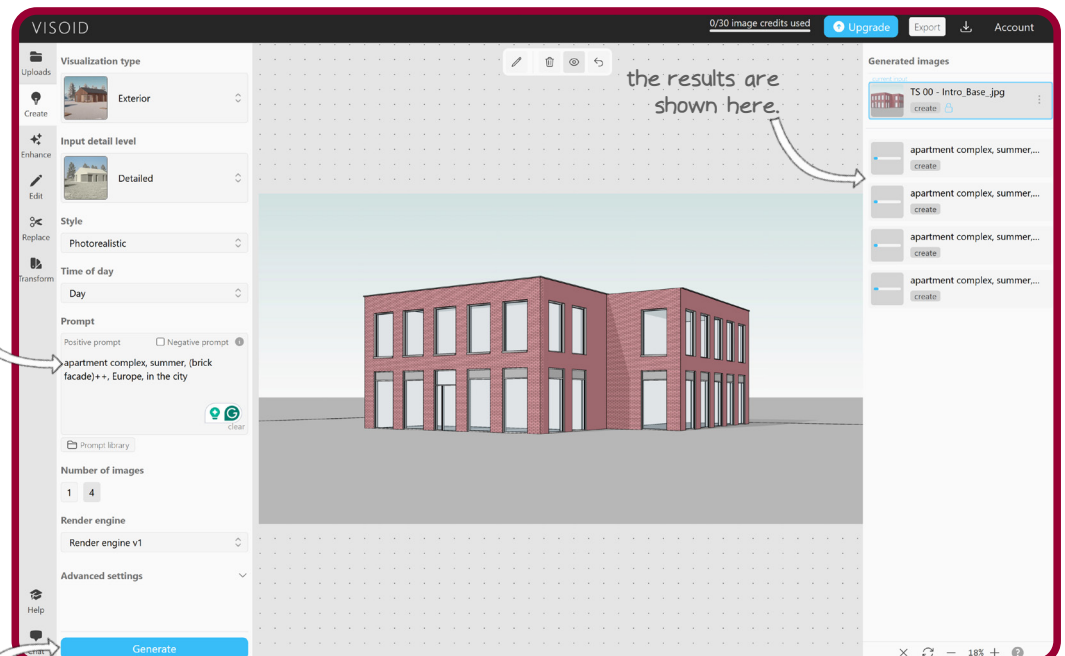 VISOID
0/30 image credits used
Upgrade
Export
Account
Uploads
Create
Enhance
Edit
Replace
Transform
Help
Visualization type
Exterior
Input detail level
Detailed
Style
Photorealistic
Time of day
Day
Prompt
Positive prompt
Negative prompt
apartment complex, summer, (brick
facade)++, Europe, in the city
clear
Prompt library
Number of images
1 4
Render engine
Render engine v1
Advanced settings
Generate
the results are
shown here.
Generated images
current input
TS 00 - Intro_Base_.jpg
create
apartment complex, summer,...
create
apartment complex, summer,...
create
apartment complex, summer,...
create
apartment complex, summer,...
create
18%